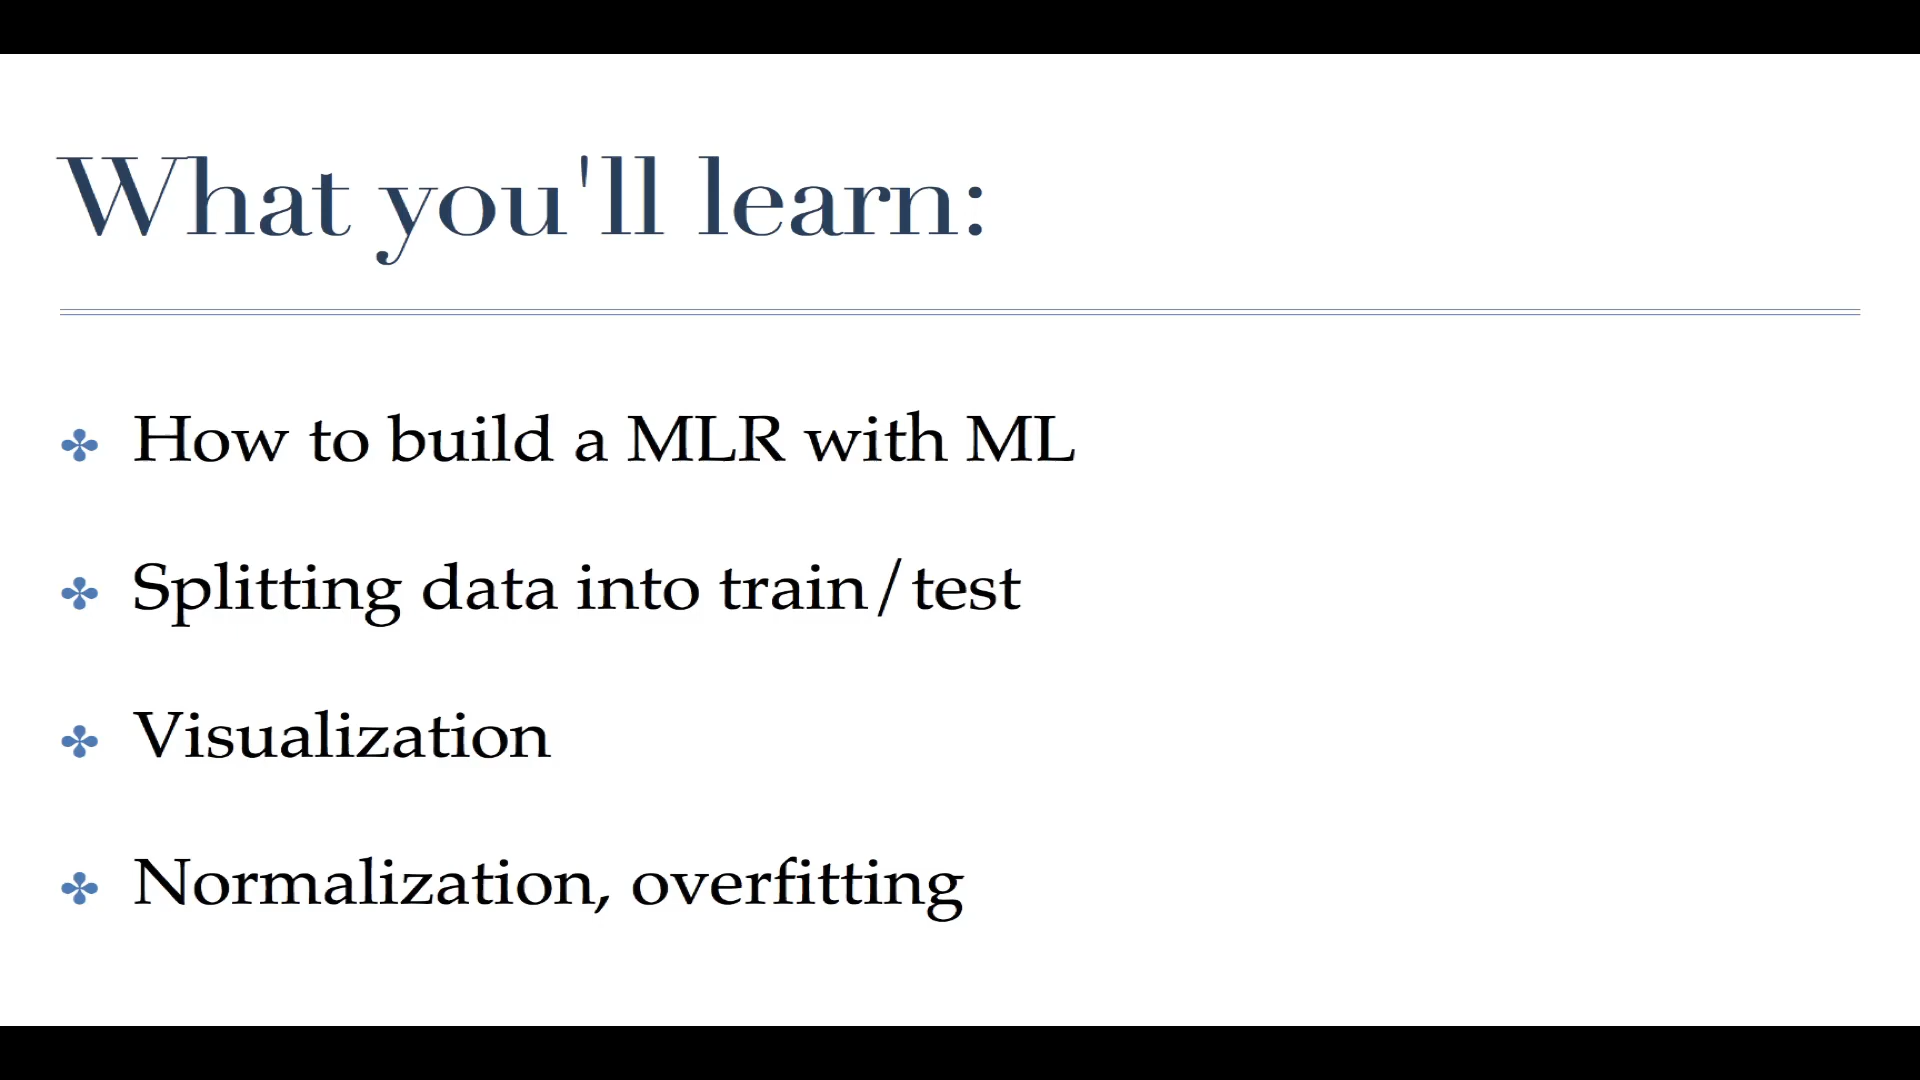 What you'll learn:
How to build a MLR with ML
Splitting data into train/test
Visualization
Normalization, overfitting